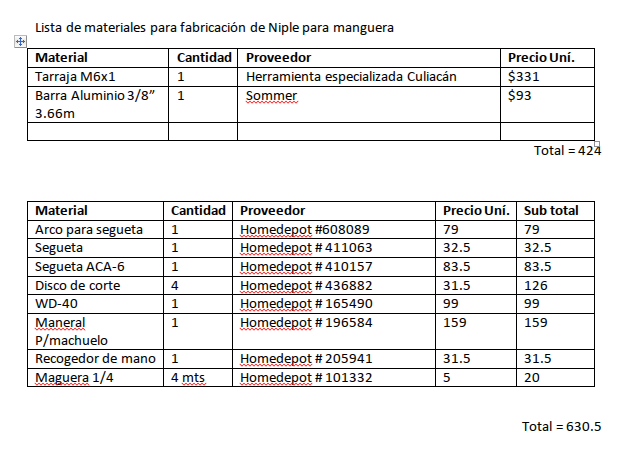 Lista de materiales para fabricación de Niple para manguera
Material Cantidad Proveedor Precio Uní.
Tarraja M6x1 1 Herramienta especializada Culiacán $331
Barra Aluminio 3/8” 1 Sommer $93
3.66m
Total = 424
Material Cantidad Proveedor Precio Uní. Sub total
Arco para segueta 1 Homedepot #608089 79 79
Segueta 1 Homedepot # 411063 32.5 32.5
Segueta ACA-6 1 Homedepot # 410157 83.5 83.5
Disco de corte 4 Homedepot # 436882 31.5 126
WD-40 1 Homedepot # 165490 99 99
Maneral 1 Homedepot # 196584 159 159
P/machuelo
Recogedor de mano 1 Homedepot # 205941 31.5 31.5
Maguera 1/4 4 mts Homedepot # 101332 5 20
Total = 630.5